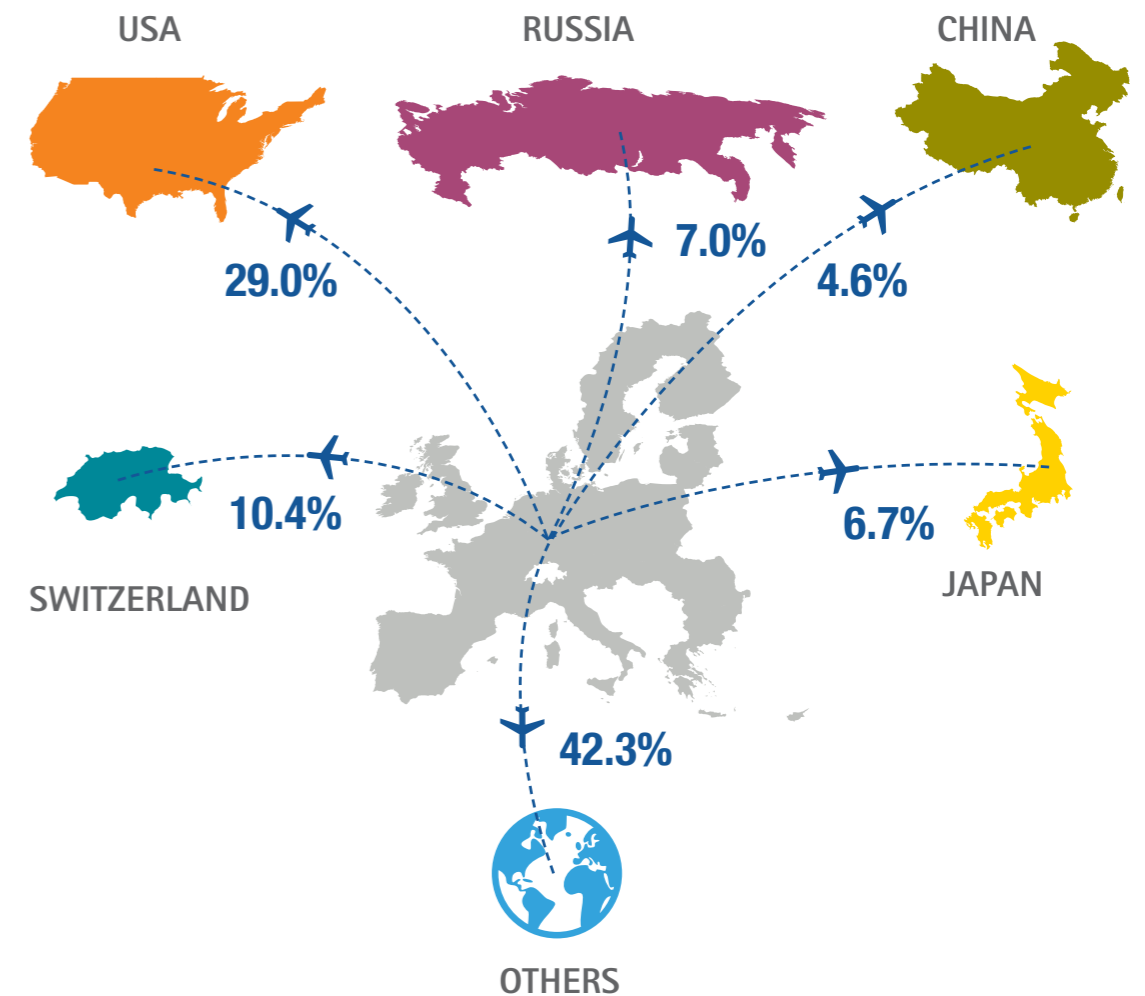 USA
RUSSIA
CHINA
29.0%
7.0%
4.6%
10.4%
6.7%
SWITZERLAND
JAPAN
42.3%
OTHERS